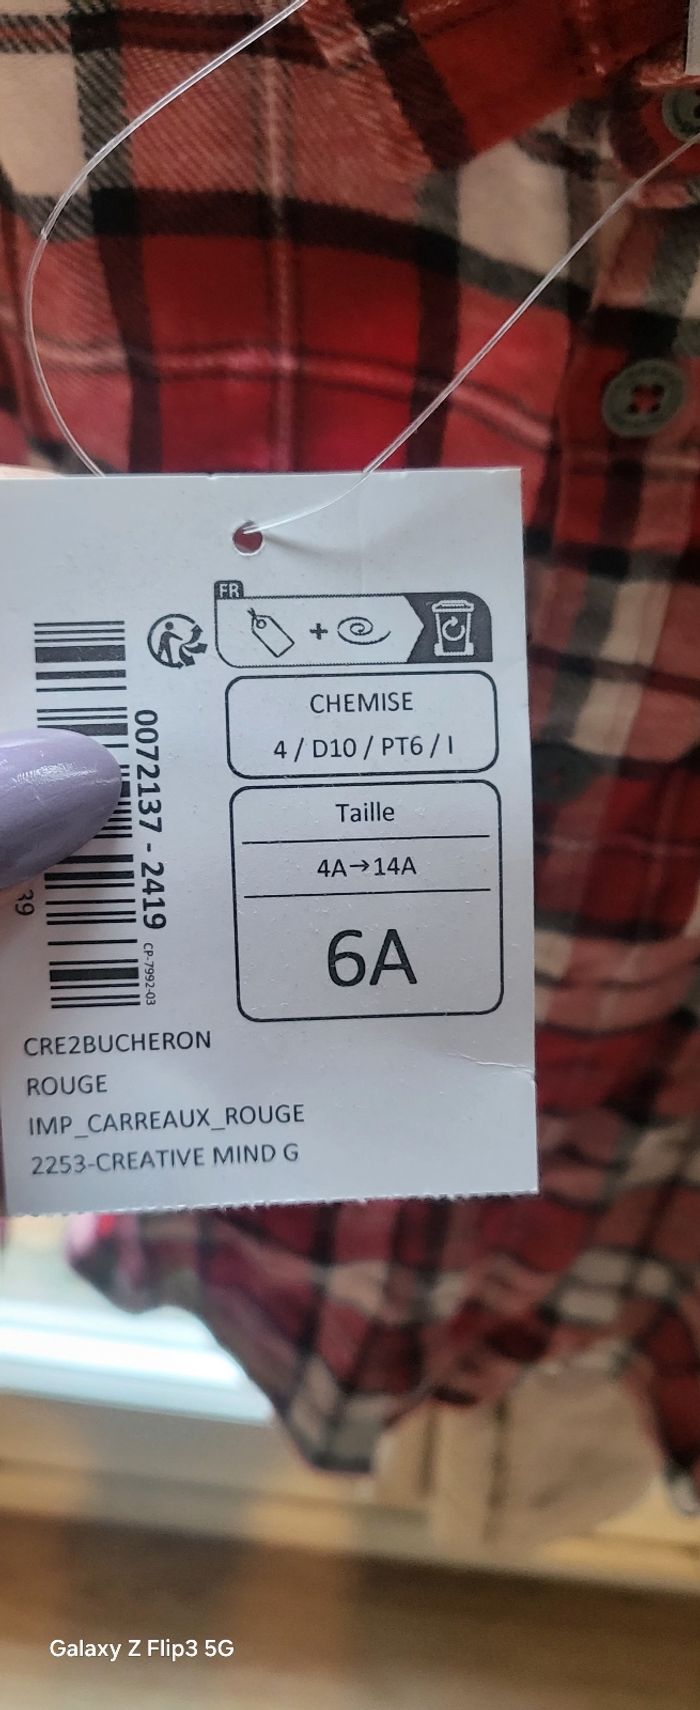 FR
CHEMISE
4 / D10 / PT6 / I
Taille
4A→14A
6A
0072137 - 2419
CP-7992-03
39
CRE2BUCHERON
ROUGE
IMP_CARREAUX_ROUGE
2253-CREATIVE MIND G
Galaxy Z Flip3 5G